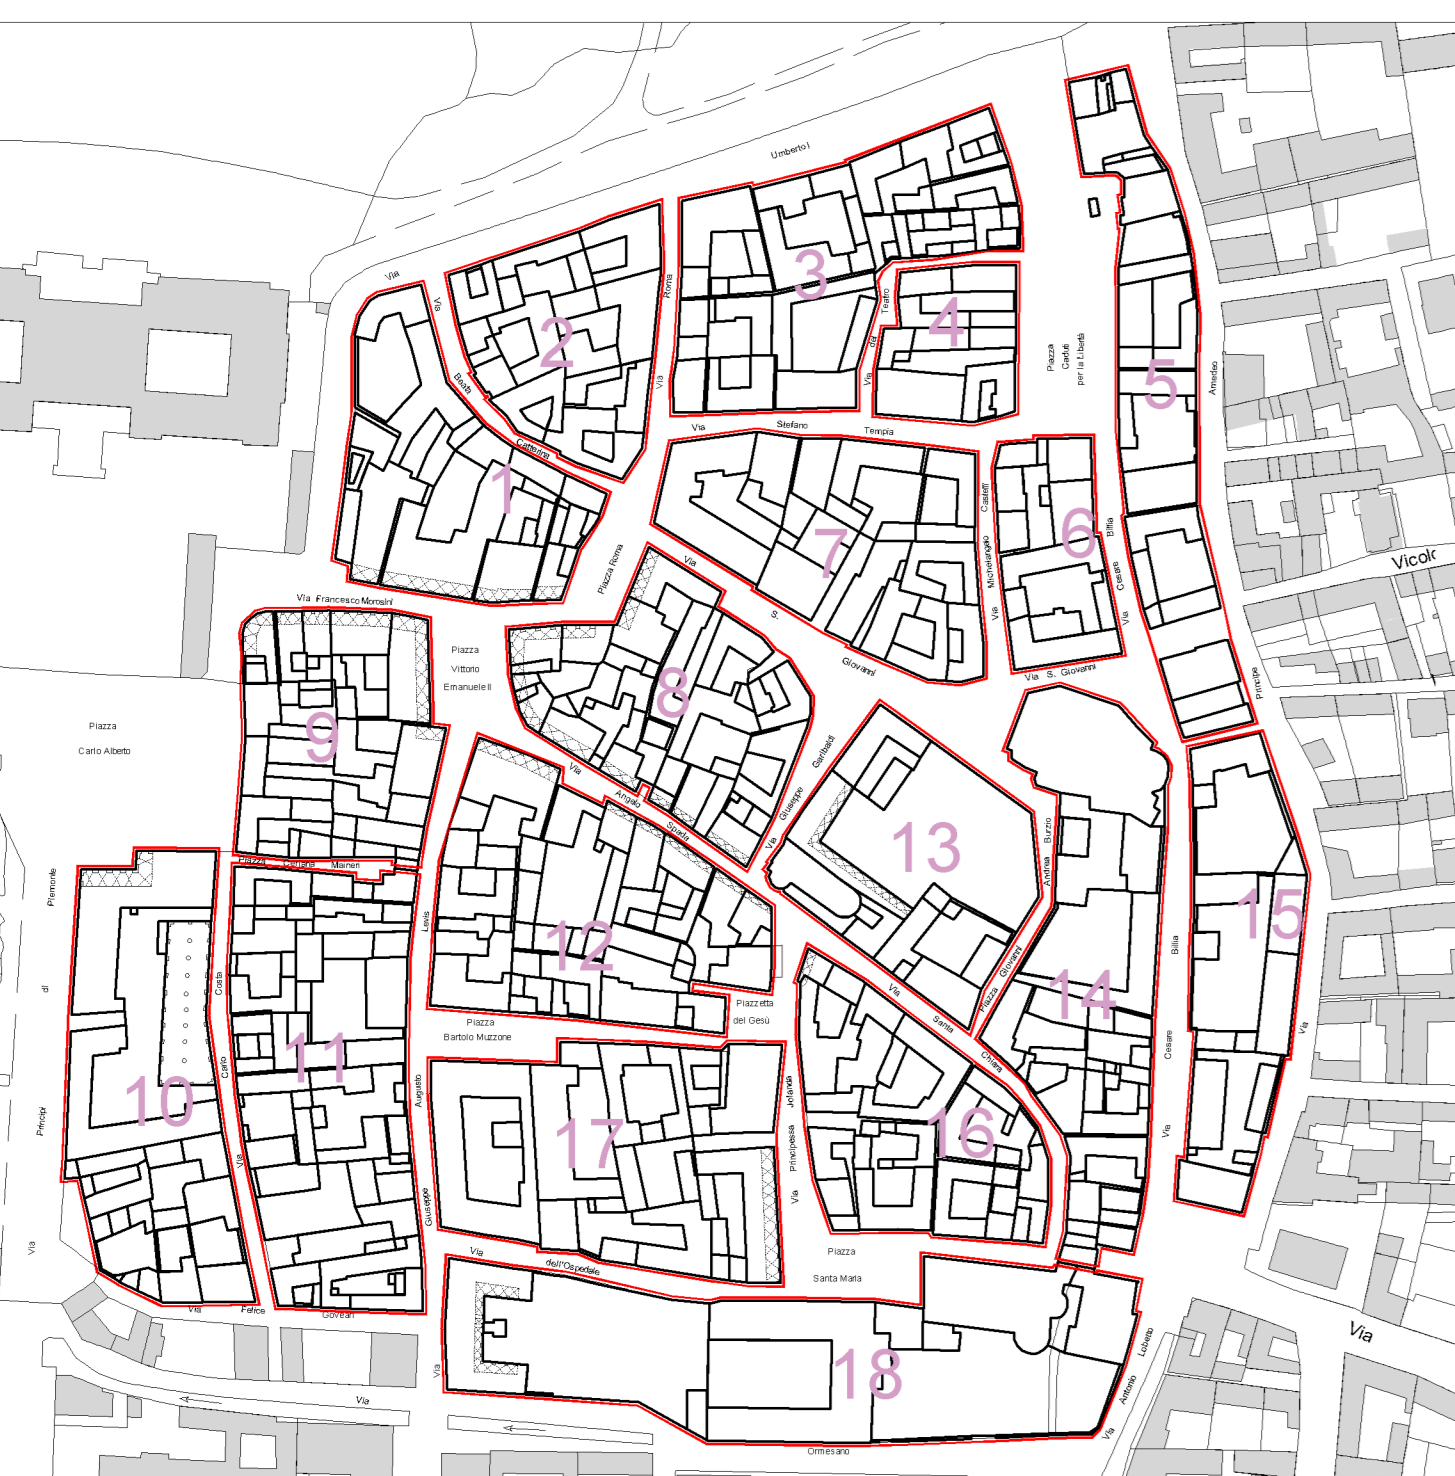 Umberto I
Via
Via
Roma
3
Teatro
4
del
Via
Piazza
Caduti
per la Libertà
5
Amedeo
2
Via
Beata
Catterina
1
Via
Stefano
Tempia
Castelli
Michelangelo
Via
6
Billia
Cesare
Via
7
Vicolo
Piazza Roma
Via
S.
Giovanni
Via S. Giovanni
Principe
Via Francesco Morosini
Piazza
Vittorio
Emanuele II
8
9
Piazza
Carlo Alberto
Via
Angelo
Spada
Garibaldi
Giuseppe
Via
13
Burzio
Andrea
Giovanni
Piazza
Piazza
Ceriana
Maineri
Piemonte
di
Principi
Via
Levis
Augusto
Giuseppe
Via
Costa
Carlo
Via
12
15
Billia
Cesare
Via
Via
14
Via
Santa
Chiara
Piazzetta
del Gesù
Piazza
Bartolo Muzzone
11
10
17
16
Jolanda
Principessa
Via
Piazza
Santa Maria
Via
dell'Ospedale
Via
Felice
Govean
Via
18
Lobetto
Antonio
Via
Via
Ormesano